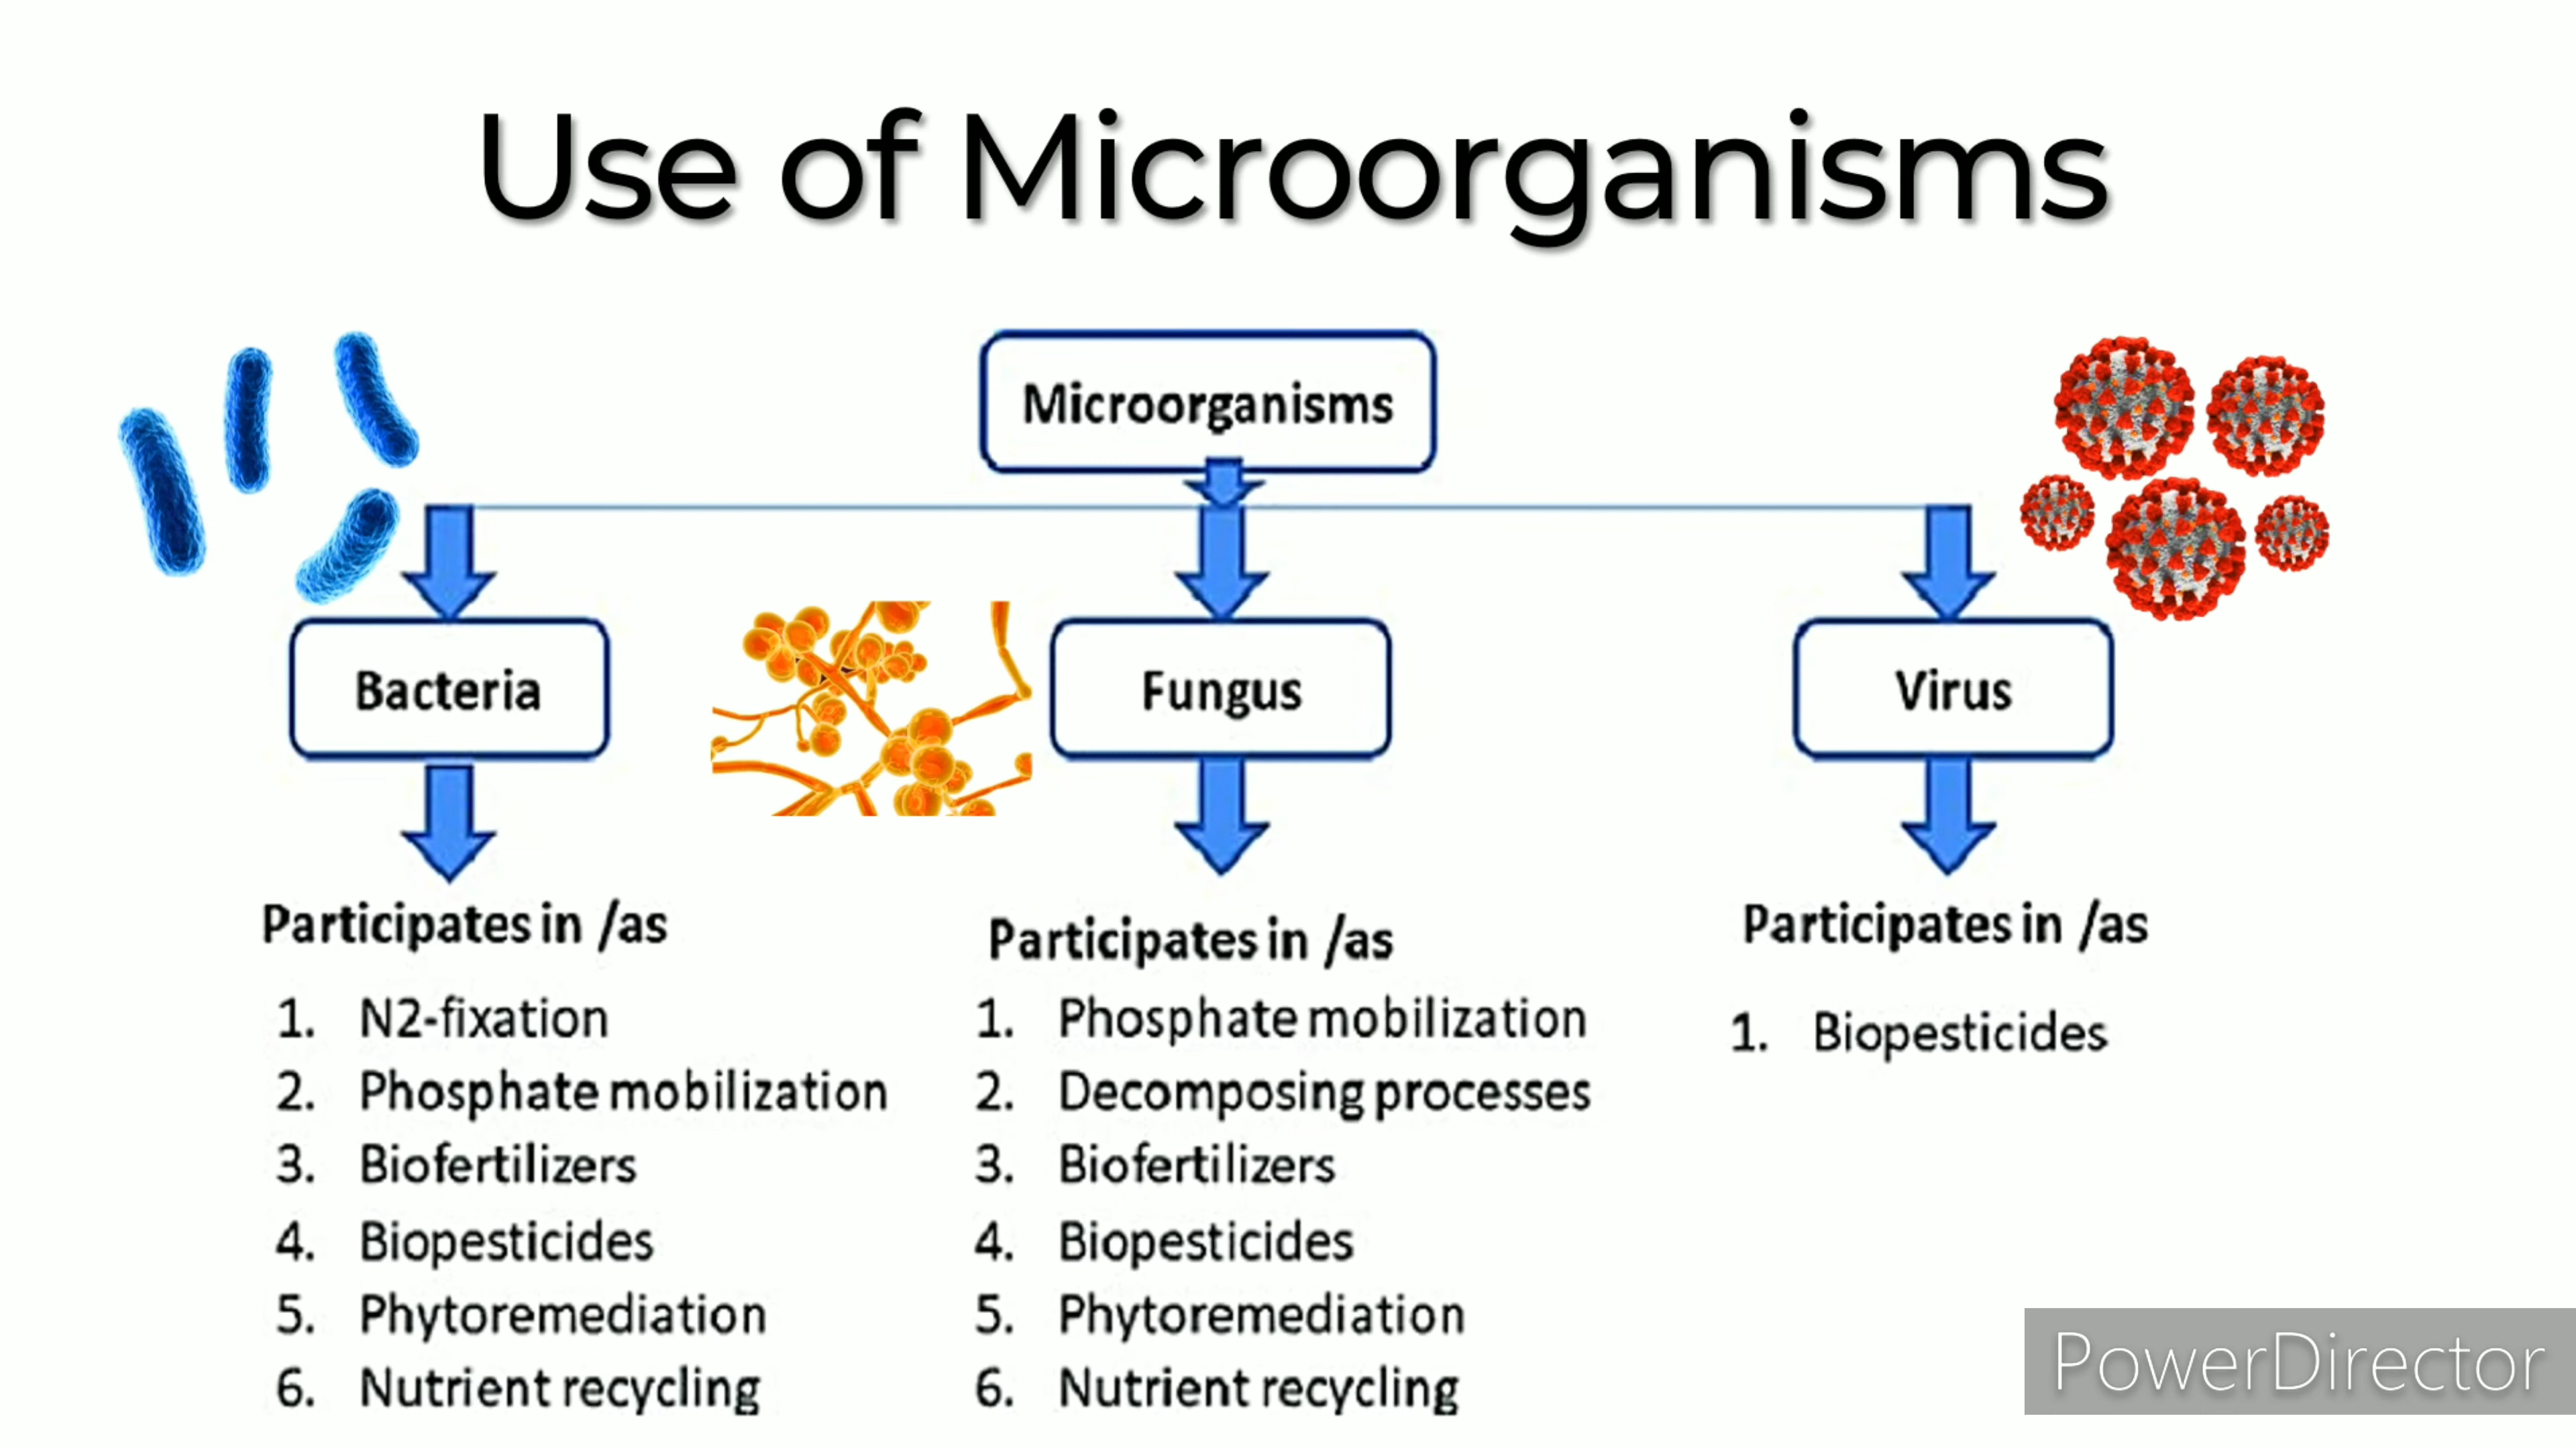 Use of Microorganisms
Microorganisms
Bacteria
Fungus
Virus
Participates in /as
1. N2-fixation
2. Phosphate mobilization
3. Biofertilizers
4. Biopesticides
5. Phytoremediation
6. Nutrient recycling
Participates in /as
1. Phosphate mobilization
2. Decomposing processes
3. Biofertilizers
4. Biopesticides
5. Phytoremediation
6. Nutrient recycling
Participates in /as
1. Biopesticides
PowerDirector